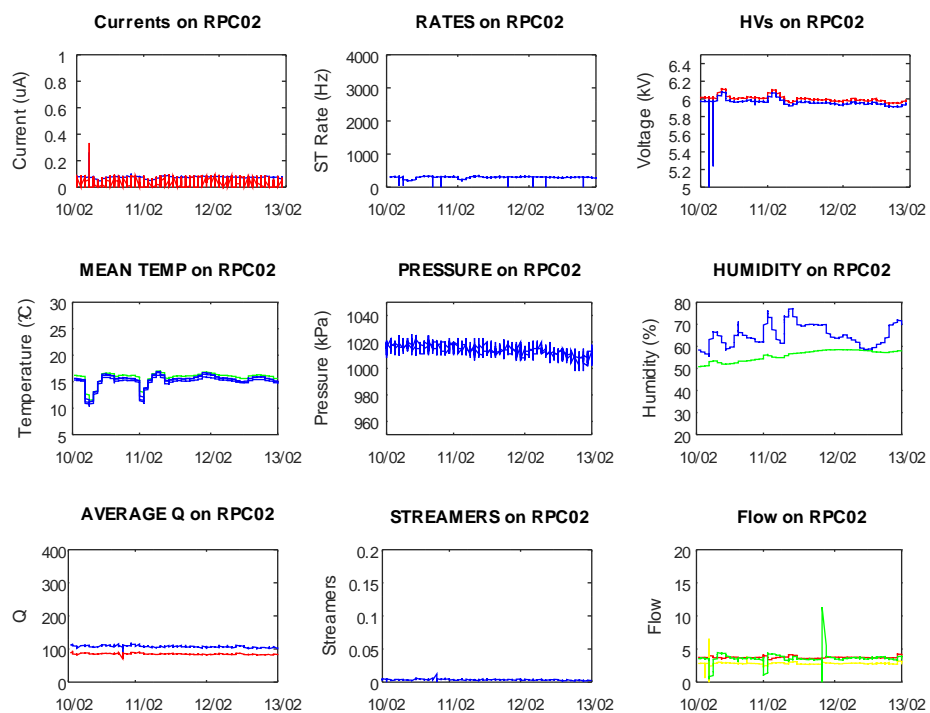 Currents on RPC02
Current (uA)
1
0.8
0.6
0.4
0.2
0
10/02 11/02 12/02 13/02
RATES on RPC02
ST Rate (Hz)
4000
3000
2000
1000
0
10/02 11/02 12/02 13/02
HVs on RPC02
Voltage (kV)
6.4
6.2
6
5.8
5.6
5.4
5.2
5
10/02 11/02 12/02 13/02
MEAN TEMP on RPC02
Temperature (?C)
30
25
20
15
10
5
10/02 11/02 12/02 13/02
PRESSURE on RPC02
Pressure (kPa)
1040
1020
1000
980
960
10/02 11/02 12/02 13/02
HUMIDITY on RPC02
Humidity (%)
80
70
60
50
40
30
20
10/02 11/02 12/02 13/02
AVERAGE Q on RPC02
Q
400
300
200
100
0
10/02 11/02 12/02 13/02
STREAMERS on RPC02
Streamers
0.2
0.15
0.1
0.05
0
10/02 11/02 12/02 13/02
Flow on RPC02
Flow
20
15
10
5
0
10/02 11/02 12/02 13/02